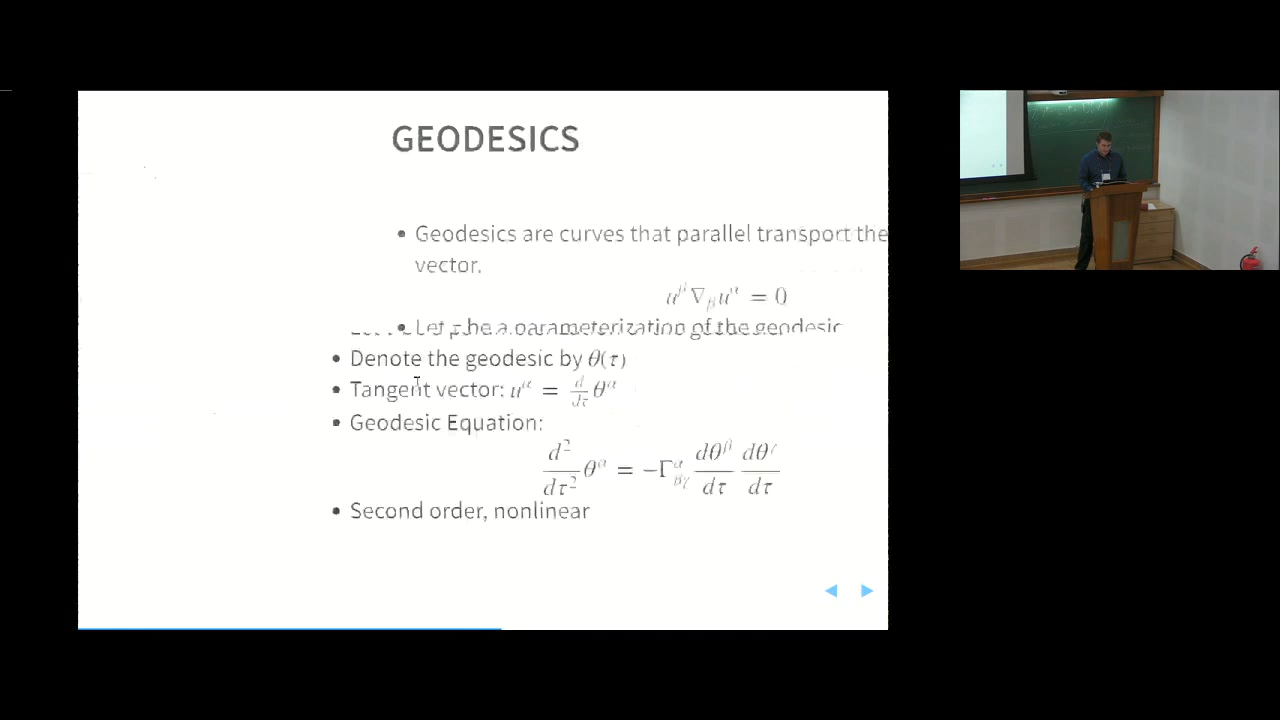 GEODESICS
• Geodesics are curves that parallel transport the
vector.
u^β ∇_β u^α = 0
• Let τ be a parameterization of the geodesic
• Denote the geodesic by θ(τ)
• Tangent vector: u^α = d/dτ θ^α
• Geodesic Equation:
d²/dτ² θ^α = −Γ^α_βγ dθ^β/dτ dθ^γ/dτ
• Second order, nonlinear